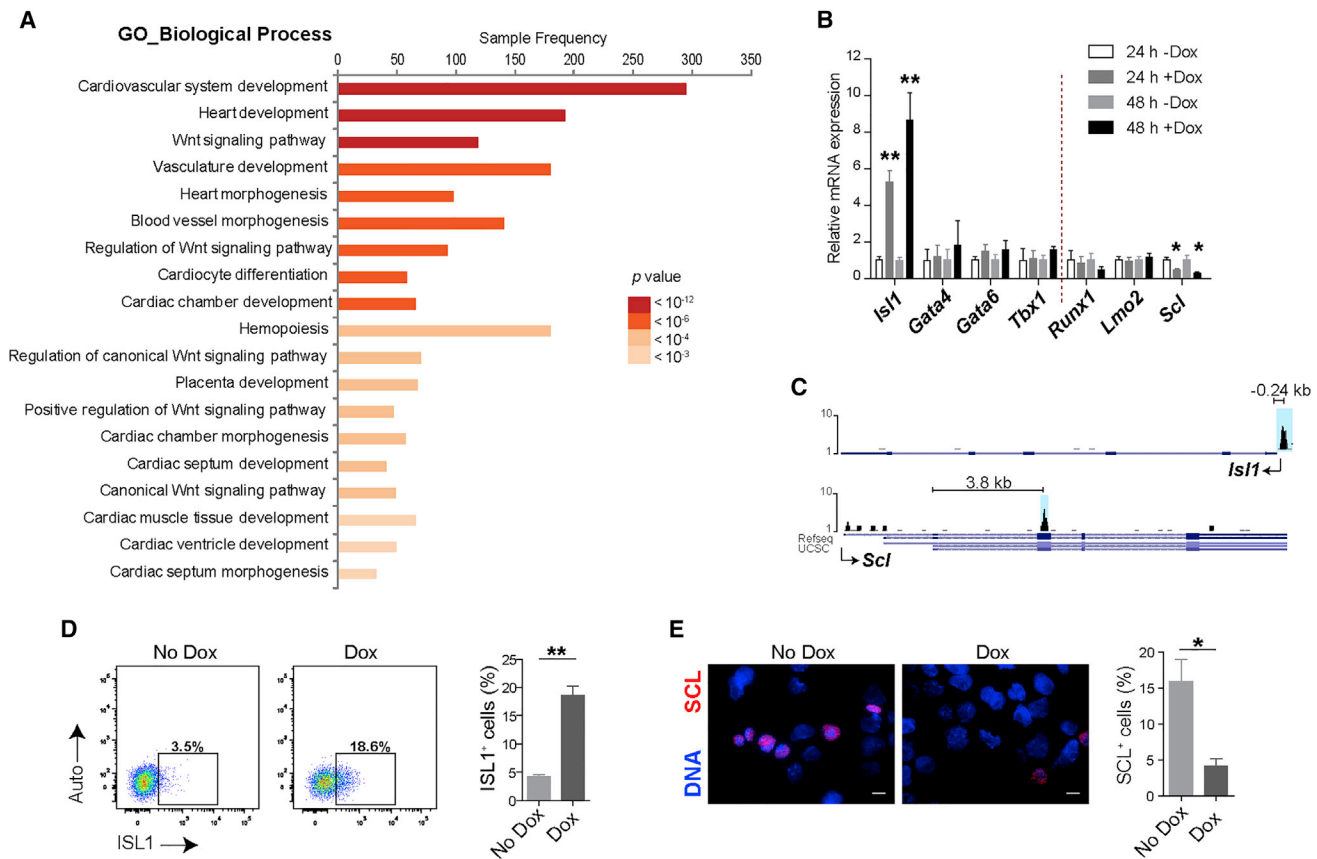 A
GO_Biological Process
Sample Frequency
0 50 100 150 200 250 300 350
Cardiovascular system development
Heart development
Wnt signaling pathway
Vasculature development
Heart morphogenesis
Blood vessel morphogenesis
Regulation of Wnt signaling pathway
Cardiocyte differentiation
Cardiac chamber development
Hemopoiesis
Regulation of canonical Wnt signaling pathway
Placenta development
Positive regulation of Wnt signaling pathway
Cardiac chamber morphogenesis
Cardiac septum development
Canonical Wnt signaling pathway
Cardiac muscle tissue development
Cardiac ventricle development
Cardiac septum morphogenesis
p value
< 10-12
< 10-6
< 10-4
< 10-3
B
Relative mRNA expression
12
10
8
6
4
2
0
** ** * *
24 h -Dox
24 h +Dox
48 h -Dox
48 h +Dox
Isl1 Gata4 Gata6 Tbx1 Runx1 Lmo2 Scl
C
-0.24 kb
10
1
Isl1
3.8 kb
10
1
Refseq
UCSC
Scl
D
No Dox
Dox
3.5%
18.6%
Auto
ISL1
ISL1+ cells (%)
25
20
15
10
5
0
**
No Dox
Dox
E
No Dox
Dox
DNA SCL
SCL+ cells (%)
20
15
10
5
0
*
No Dox
Dox